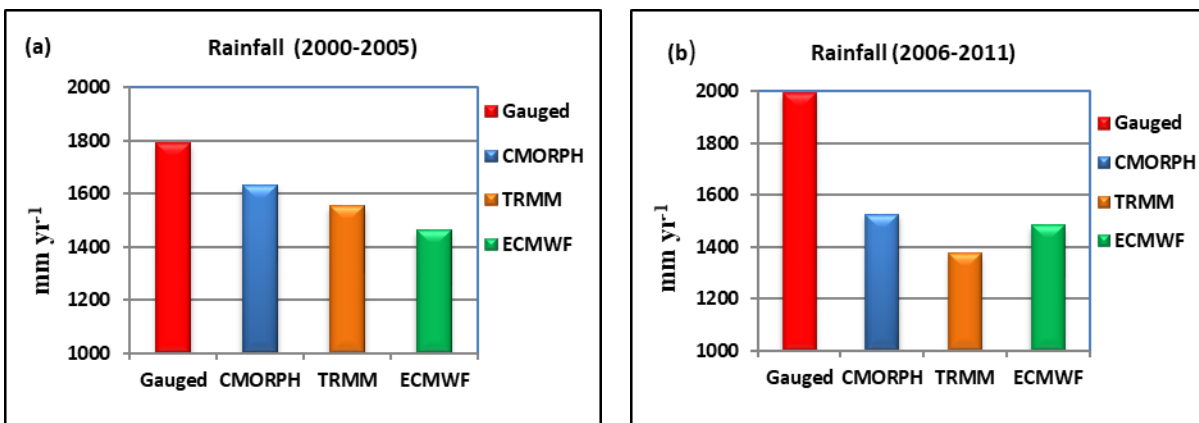 (a)
Rainfall (2000-2005)
2000
1800
1600
1400
1200
1000
mm yr-1
Gauged CMORPH TRMM ECMWF
Gauged
CMORPH
TRMM
ECMWF
(b)
Rainfall (2006-2011)
2000
1800
1600
1400
1200
1000
mm yr-1
Gauged CMORPH TRMM ECMWF
Gauged
CMORPH
TRMM
ECMWF